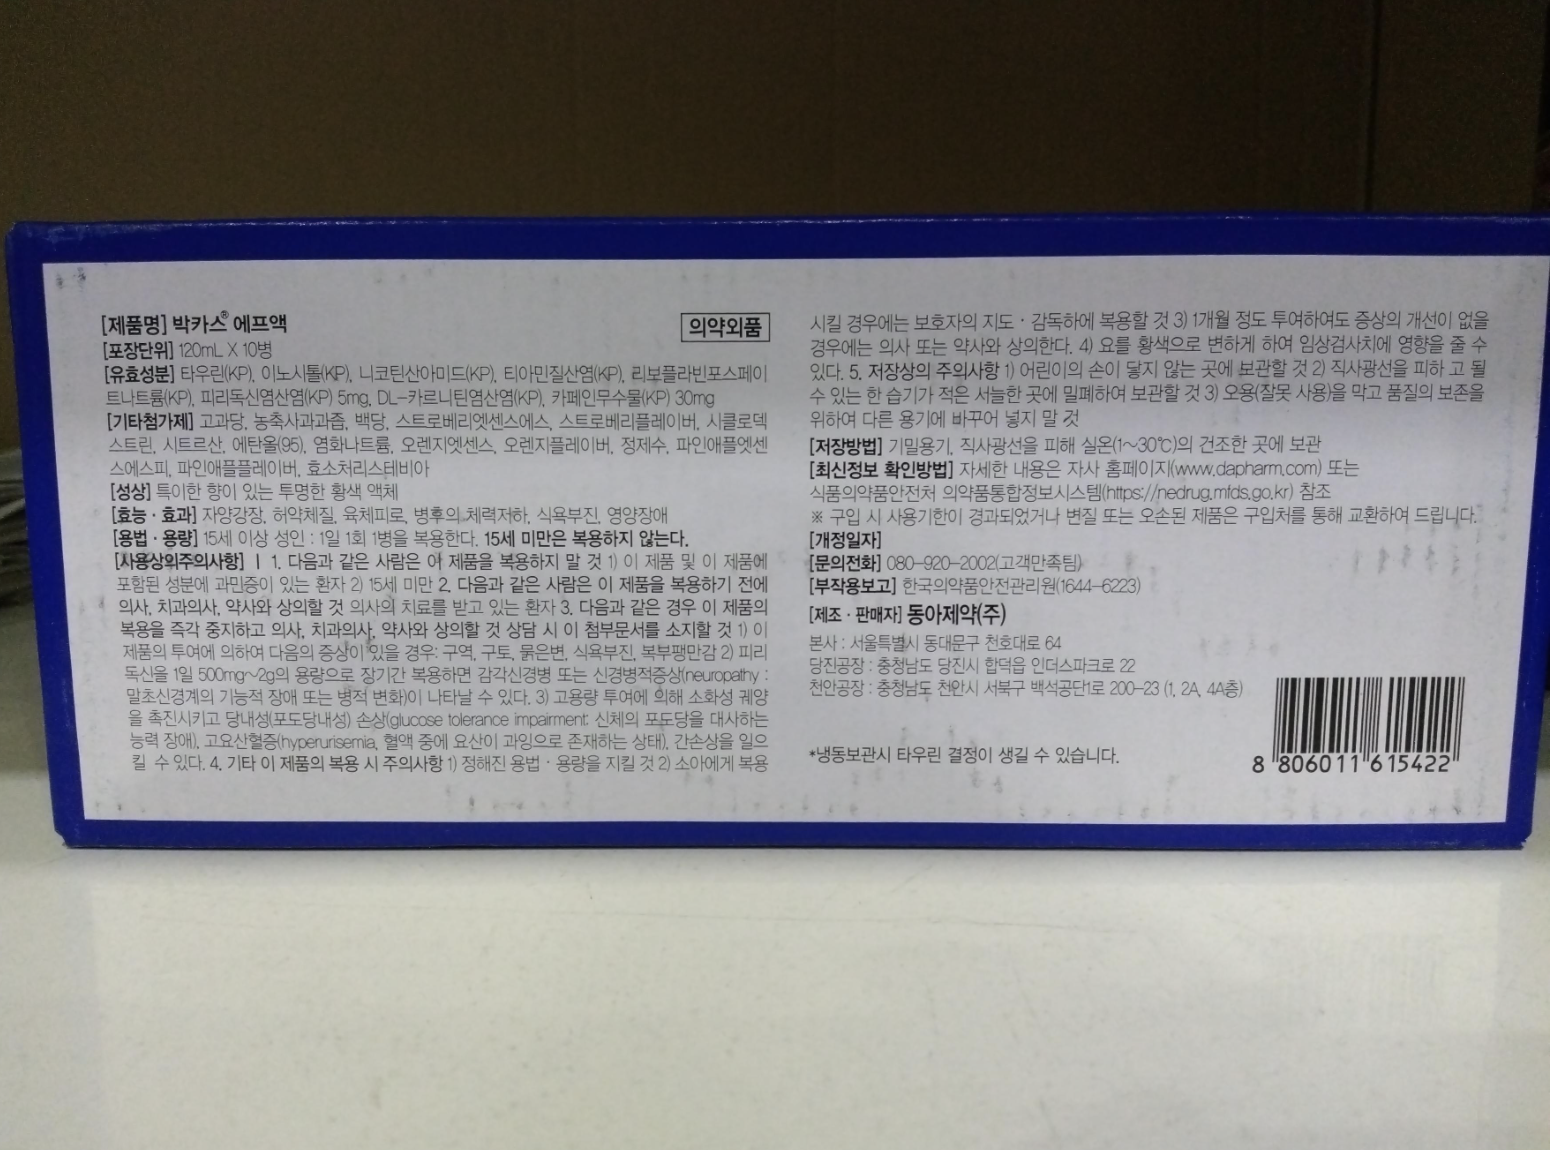 [제품명] 박카스® 에프액
의약외품
[포장단위] 120mL X 10병
[유효성분] 타우린(KP), 이노시톨(KP), 니코틴산아미드(KP), 티아민질산염(KP), 리보플라빈포스페이
트나트륨(KP), 피리독신염산염(KP) 5mg, DL-카르니틴염산염(KP), 카페인무수물(KP) 30mg
[기타첨가제] 고과당, 농축사과과즙, 백당, 스트로베리엣센스에스, 스트로베리플레이버, 시클로덱
스트린, 시트르산, 에탄올(95), 염화나트륨, 오렌지엣센스, 오렌지플레이버, 정제수, 파인애플엣센
스에스피, 파인애플플레이버, 효소처리스테비아
[성상] 특이한 향이 있는 투명한 황색 액체
[효능 · 효과] 자양강장, 허약체질, 육체피로, 병후의 체력저하, 식욕부진, 영양장애
[용법 · 용량] 15세 이상 성인 : 1일 1회 1병을 복용한다. 15세 미만은 복용하지 않는다.
[사용상의주의사항] | 1. 다음과 같은 사람은 이 제품을 복용하지 말 것 1) 이 제품 및 이 제품에
포함된 성분에 과민증이 있는 환자 2) 15세 미만 2. 다음과 같은 사람은 이 제품을 복용하기 전에
의사, 치과의사, 약사와 상의할 것 의사의 치료를 받고 있는 환자 3. 다음과 같은 경우 이 제품의
복용을 즉각 중지하고 의사, 치과의사, 약사와 상의할 것 상담 시 이 첨부문서를 소지할 것 1) 이
제품의 투여에 의하여 다음의 증상이 있을 경우: 구역, 구토, 묽은변, 식욕부진, 복부팽만감 2) 피리
독신을 1일 500mg~2g의 용량으로 장기간 복용하면 감각신경병 또는 신경병적증상(neuropathy :
말초신경계의 기능적 장애 또는 병적 변화)이 나타날 수 있다. 3) 고용량 투여에 의해 소화성 궤양
을 촉진시키고 당내성(포도당내성) 손상(glucose tolerance impairment: 신체의 포도당을 대사하는
능력 장애), 고요산혈증(hyperurisemia, 혈액 중에 요산이 과잉으로 존재하는 상태), 간손상을 일으
킬 수 있다. 4. 기타 이 제품의 복용 시 주의사항 1) 정해진 용법 · 용량을 지킬 것 2) 소아에게 복용
시킬 경우에는 보호자의 지도 · 감독하에 복용할 것 3) 1개월 정도 투여하여도 증상의 개선이 없을
경우에는 의사 또는 약사와 상의한다. 4) 요를 황색으로 변하게 하여 임상검사치에 영향을 줄 수
있다. 5. 저장상의 주의사항 1) 어린이의 손이 닿지 않는 곳에 보관할 것 2) 직사광선을 피하 고 될
수 있는 한 습기가 적은 서늘한 곳에 밀폐하여 보관할 것 3) 오용(잘못 사용)을 막고 품질의 보존을
위하여 다른 용기에 바꾸어 넣지 말 것
[저장방법] 기밀용기, 직사광선을 피해 실온(1~30℃)의 건조한 곳에 보관
[최신정보 확인방법] 자세한 내용은 자사 홈페이지(www.dapharm.com) 또는
식품의약품안전처 의약품통합정보시스템(https://nedrug.mfds.go.kr) 참조
※ 구입 시 사용기한이 경과되었거나 변질 또는 오손된 제품은 구입처를 통해 교환하여 드립니다.
[개정일자]
[문의전화] 080-920-2002(고객만족팀)
[부작용보고] 한국의약품안전관리원(1644-6223)
[제조 · 판매자] 동아제약(주)
본사 : 서울특별시 동대문구 천호대로 64
당진공장 : 충청남도 당진시 합덕읍 인더스파크로 22
천안공장 : 충청남도 천안시 서북구 백석공단1로 200-23 (1, 2A, 4A층)
*냉동보관시 타우린 결정이 생길 수 있습니다.
8 806011 615422